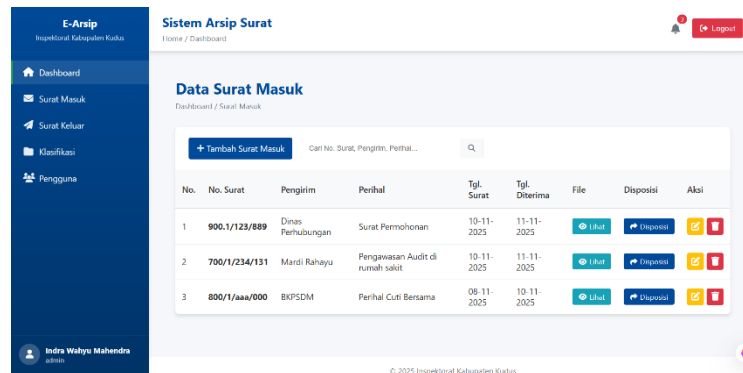 E-Arsip
Inspektorat Kabupaten Kudus
Dashboard
Surat Masuk
Surat Keluar
Klasifikasi
Pengguna
Indra Wahyu Mahendra
admin
Sistem Arsip Surat
Home / Dashboard
2
Logout
Data Surat Masuk
Dashboard / Surat Masuk
+ Tambah Surat Masuk
Cari No. Surat, Pengirim, Perihal...
No. No. Surat Pengirim Perihal Tgl. Surat Tgl. Diterima File Disposisi Aksi
1 900.1/123/889 Dinas Perhubungan Surat Permohonan 10-11-2025 11-11-2025 Lihat Disposisi
2 700/1/234/131 Mardi Rahayu Pengawasan Audit di rumah sakit 10-11-2025 11-11-2025 Lihat Disposisi
3 800/1/aaa/000 BKPSDM Perihal Cuti Bersama 08-11-2025 10-11-2025 Lihat Disposisi
© 2025 Inspektorat Kabupaten Kudus